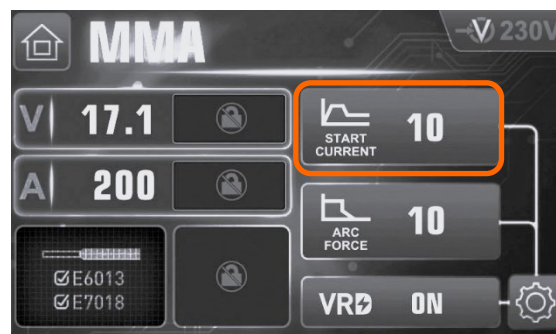 MMA
230V
V 17.1
A 200
START
CURRENT
10
ARC
FORCE
10
E6013
E7018
VRD ON